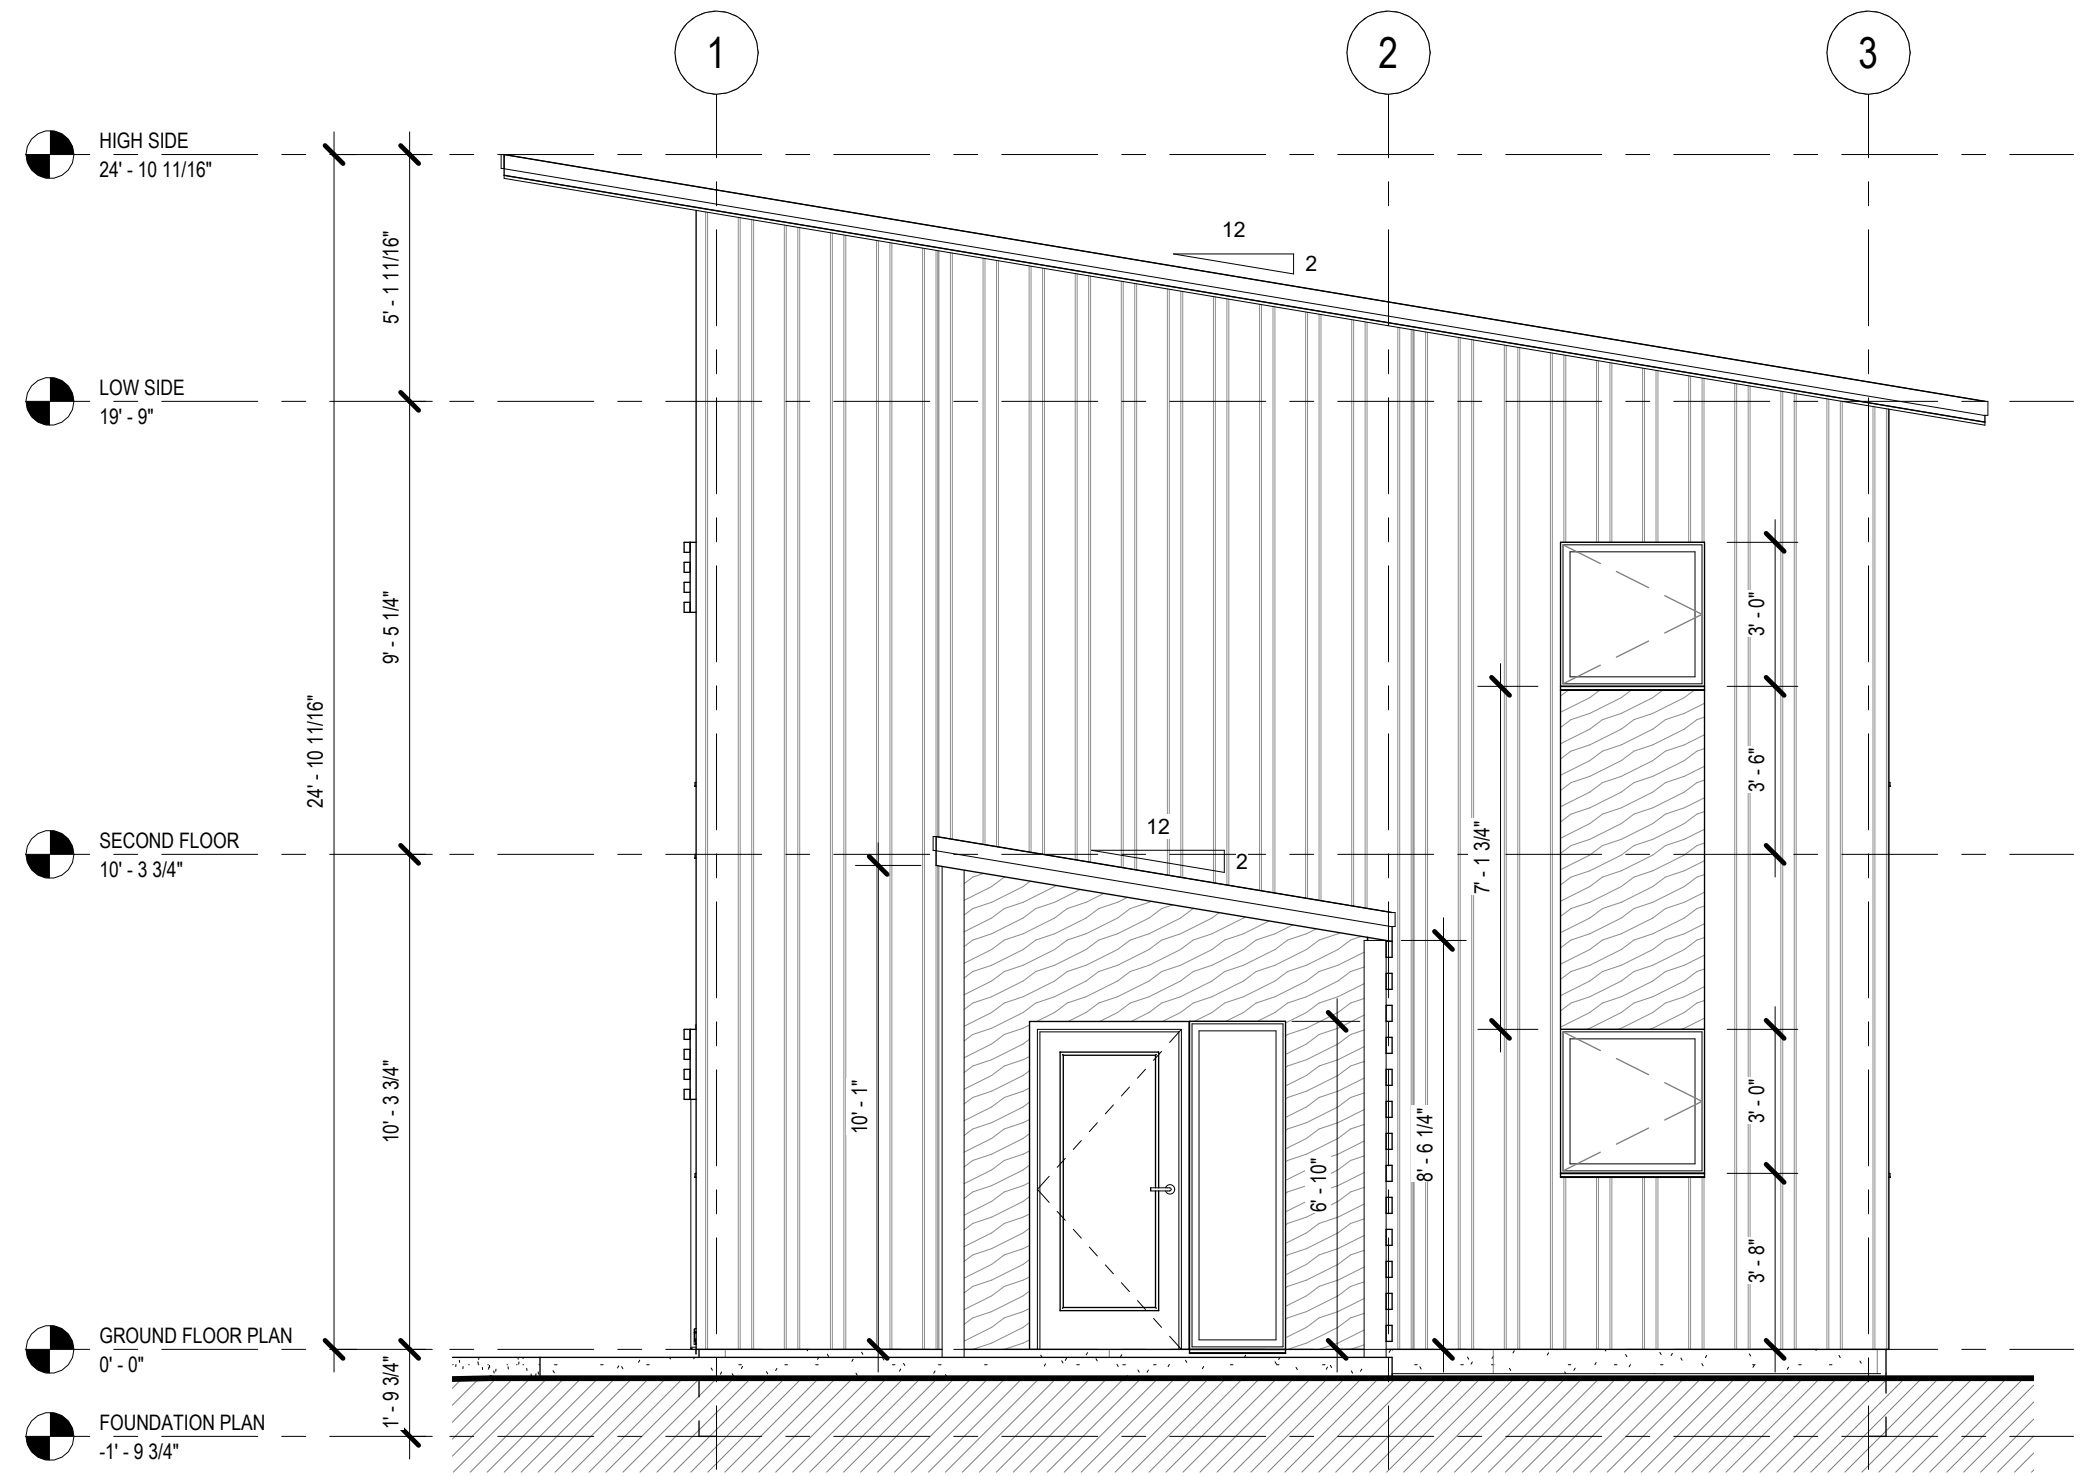 1
2
3
HIGH SIDE
24' - 10 11/16"
LOW SIDE
19' - 9"
SECOND FLOOR
10' - 3 3/4"
GROUND FLOOR PLAN
0' - 0"
FOUNDATION PLAN
-1' - 9 3/4"
24' - 10 11/16"
5' - 1 11/16"
9' - 5 1/4"
10' - 3 3/4"
1' - 9 3/4"
12
2
12
2
10' - 1"
6' - 10"
8' - 6 1/4"
7' - 1 3/4"
3' - 0"
3' - 6"
3' - 0"
3' - 8"